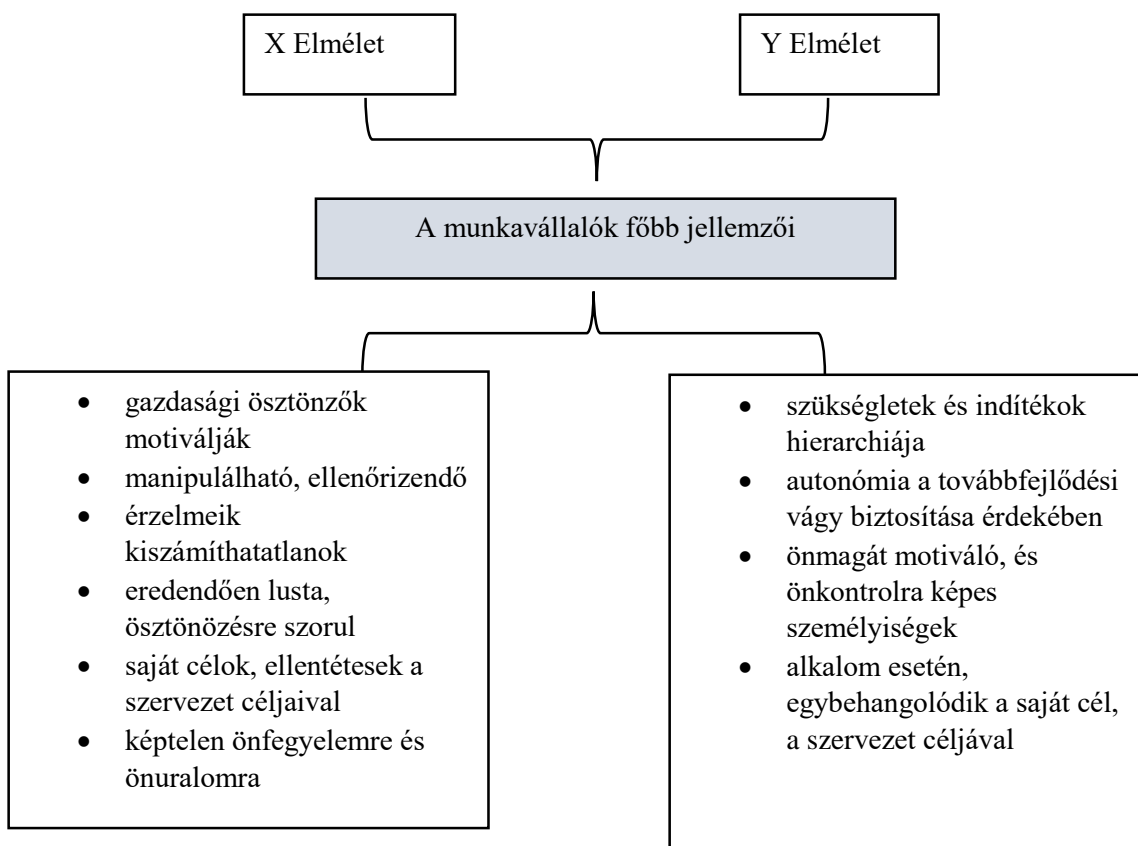 X Elmélet
Y Elmélet
A munkavállalók főbb jellemzői
• gazdasági ösztönzők
motiválják
• manipulálható, ellenőrizendő
• érzelmeik
kiszámíthatatlanok
• eredendően lusta,
ösztönözésre szorul
• saját célok, ellentétesek a
szervezet céljaival
• képtelen önfegyelemre és
önuralomra
• szükségletek és indítékok
hierarchiája
• autonómia a továbbfejlődési
vágy biztosítása érdekében
• önmagát motiváló, és
önkontrolra képes
személyiségek
• alkalom esetén,
egybehangolódik a saját cél,
a szervezet céljával